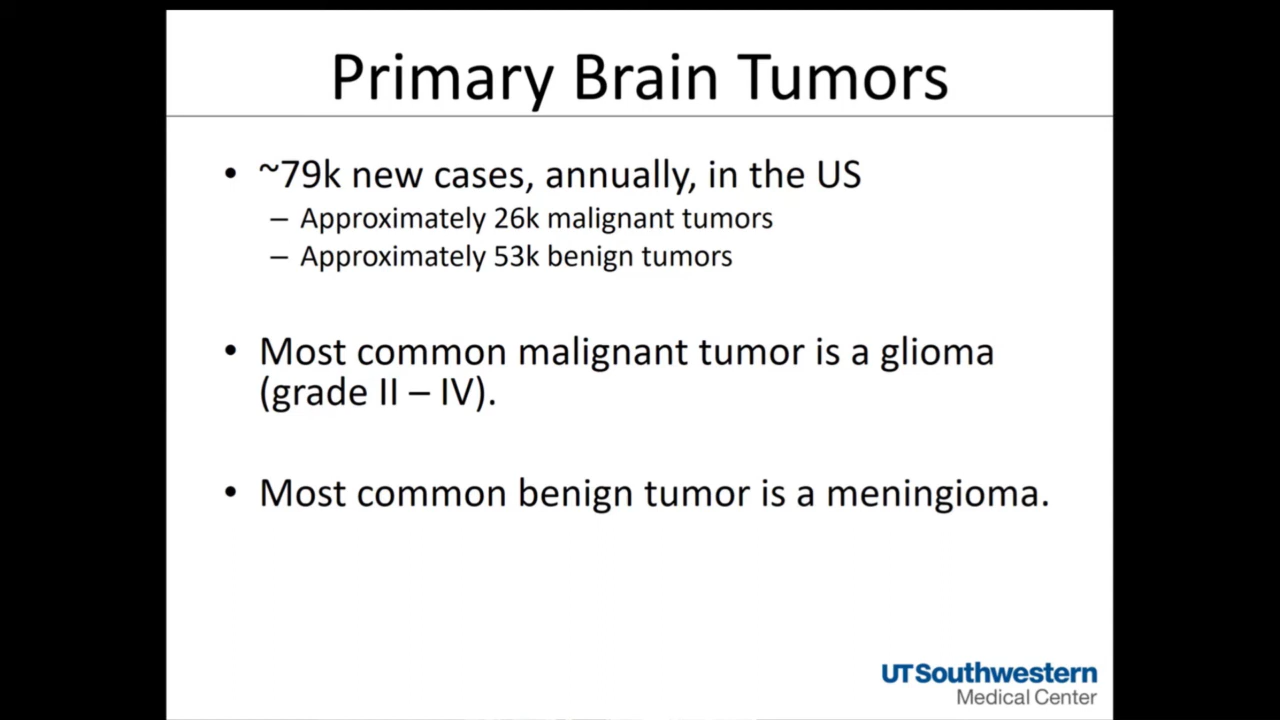 Primary Brain Tumors
• ~79k new cases, annually, in the US
– Approximately 26k malignant tumors
– Approximately 53k benign tumors
• Most common malignant tumor is a glioma
(grade II – IV).
• Most common benign tumor is a meningioma.
UTSouthwestern
Medical Center